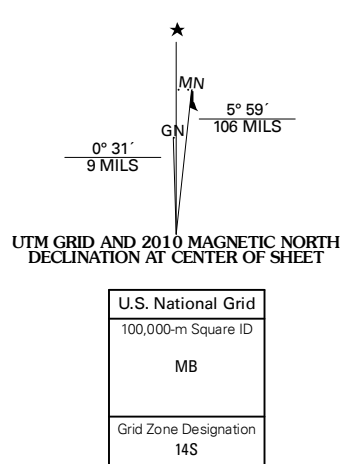 MN
GN
5° 59´
106 MILS
0° 31´
9 MILS
UTM GRID AND 2010 MAGNETIC NORTH
DECLINATION AT CENTER OF SHEET
U.S. National Grid
100,000-m Square ID
MB
Grid Zone Designation
14S